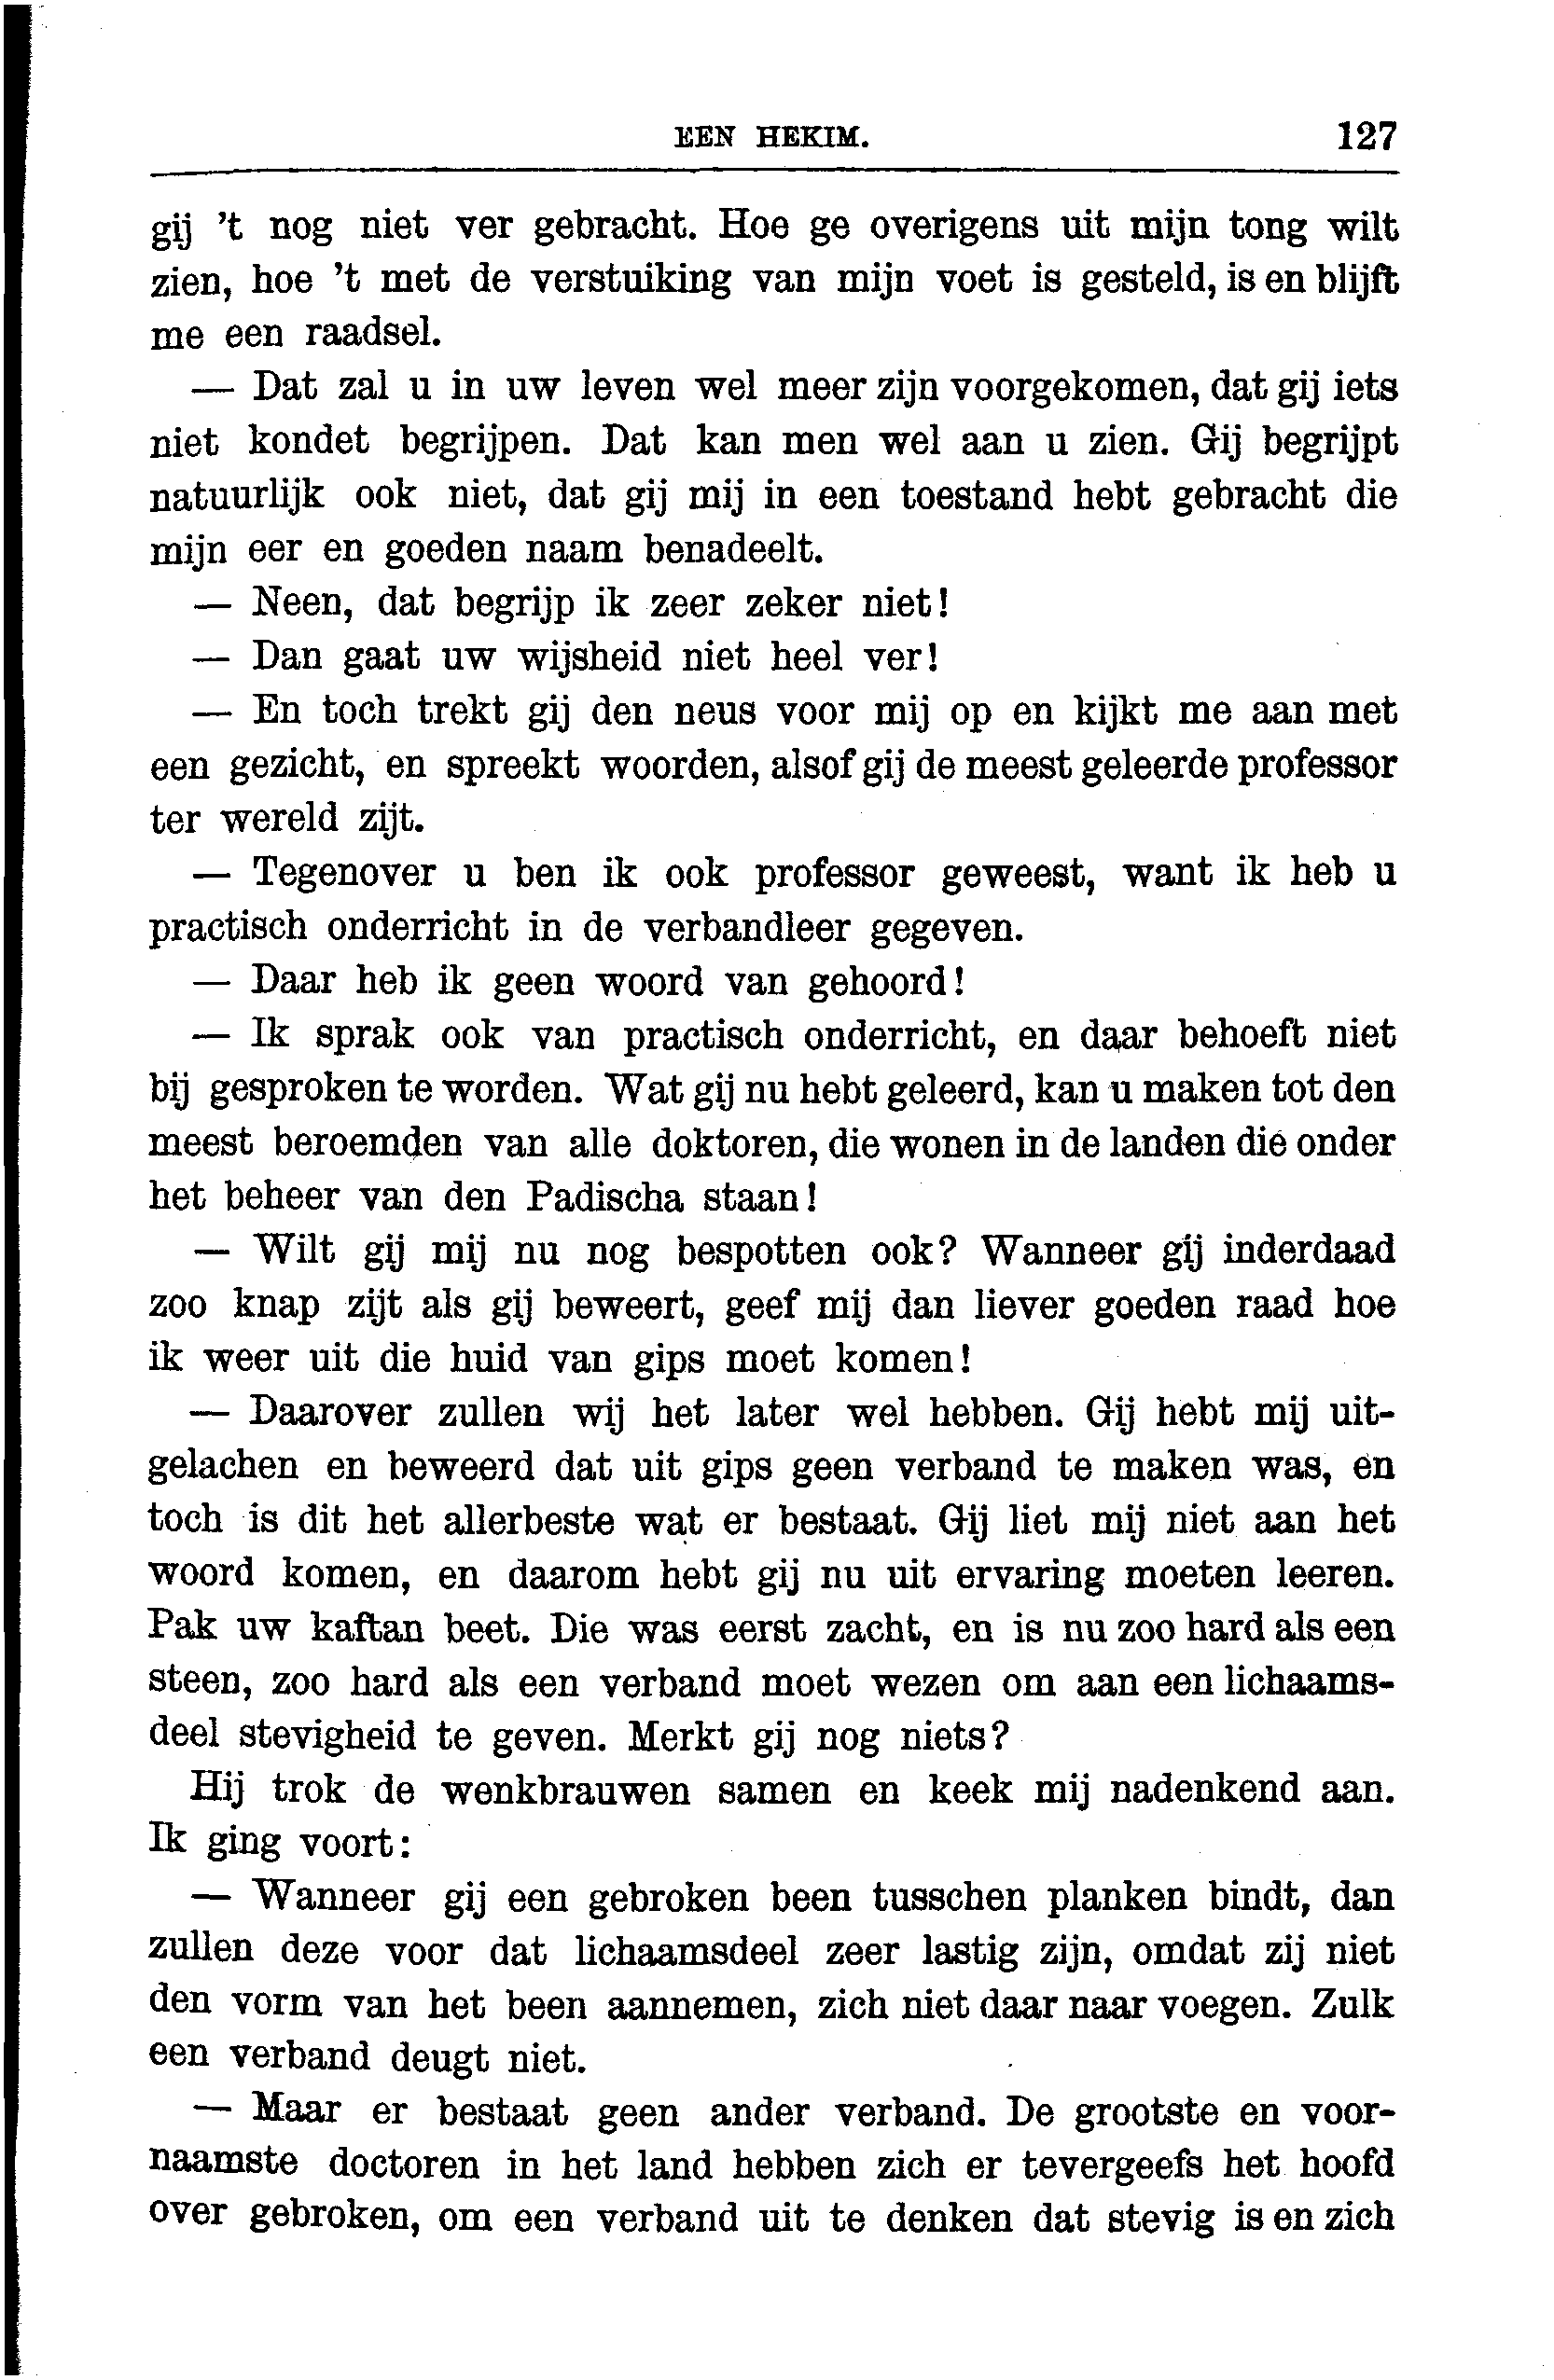 EEN HEKIM. 127
gij 't nog niet ver gebracht. Hoe ge overigens uit mijn tong wilt
zien, hoe 't met de verstuiking van mijn voet is gesteld, is en blijft
me een raadsel.
— Dat zal u in uw leven wel meer zijn voorgekomen, dat gij iets
niet kondet begrijpen. Dat kan men wel aan u zien. Gij begrijpt
natuurlijk ook niet, dat gij mij in een toestand hebt gebracht die
mijn eer en goeden naam benadeelt.
— Neen, dat begrijp ik zeer zeker niet!
— Dan gaat uw wijsheid niet heel ver!
— En toch trekt gij den neus voor mij op en kijkt me aan met
een gezicht, en spreekt woorden, alsof gij de meest geleerde professor
ter wereld zijt.
— Tegenover u ben ik ook professor geweest, want ik heb u
practisch onderricht in de verbandleer gegeven.
— Daar heb ik geen woord van gehoord!
— Ik sprak ook van practisch onderricht, en daar behoeft niet
bij gesproken te worden. Wat gij nu hebt geleerd, kan u maken tot den
meest beroemden van alle doktoren, die wonen in de landen die onder
het beheer van den Padischa staan!
— Wilt gij mij nu nog bespotten ook? Wanneer gij inderdaad
zoo knap zijt als gij beweert, geef mij dan liever goeden raad hoe
ik weer uit die huid van gips moet komen!
— Daarover zullen wij het later wel hebben. Gij hebt mij uit-
gelachen en beweerd dat uit gips geen verband te maken was, en
toch is dit het allerbeste wat er bestaat. Gij liet mij niet aan het
woord komen, en daarom hebt gij nu uit ervaring moeten leeren.
Pak uw kaftan beet. Die was eerst zacht, en is nu zoo hard als een
steen, zoo hard als een verband moet wezen om aan een lichaams-
deel stevigheid te geven. Merkt gij nog niets?
Hij trok de wenkbrauwen samen en keek mij nadenkend aan.
Ik ging voort:
— Wanneer gij een gebroken been tusschen planken bindt, dan
zullen deze voor dat lichaamsdeel zeer lastig zijn, omdat zij niet
den vorm van het been aannemen, zich niet daar naar voegen. Zulk
een verband deugt niet.
— Maar er bestaat geen ander verband. De grootste en voor-
naamste doctoren in het land hebben zich er tevergeefs het hoofd
over gebroken, om een verband uit te denken dat stevig is en zich